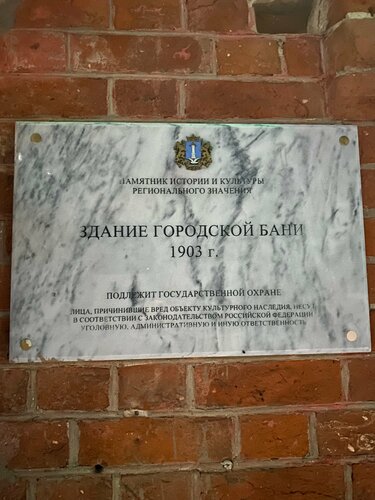 ПАМЯТНИК ИСТОРИИ И КУЛЬТУРЫ
РЕГИОНАЛЬНОГО ЗНАЧЕНИЯ
ЗДАНИЕ ГОРОДСКОЙ БАНИ
1903 г.
ПОДЛЕЖИТ ГОСУДАРСТВЕННОЙ ОХРАНЕ
ЛИЦА, ПРИЧИНИВШИЕ ВРЕД ОБЪЕКТУ КУЛЬТУРНОГО НАСЛЕДИЯ, НЕСУТ
В СООТВЕТСТВИИ С ЗАКОНОДАТЕЛЬСТВОМ РОССИЙСКОЙ ФЕДЕРАЦИИ
УГОЛОВНУЮ, АДМИНИСТРАТИВНУЮ И ИНУЮ ОТВЕТСТВЕННОСТЬ